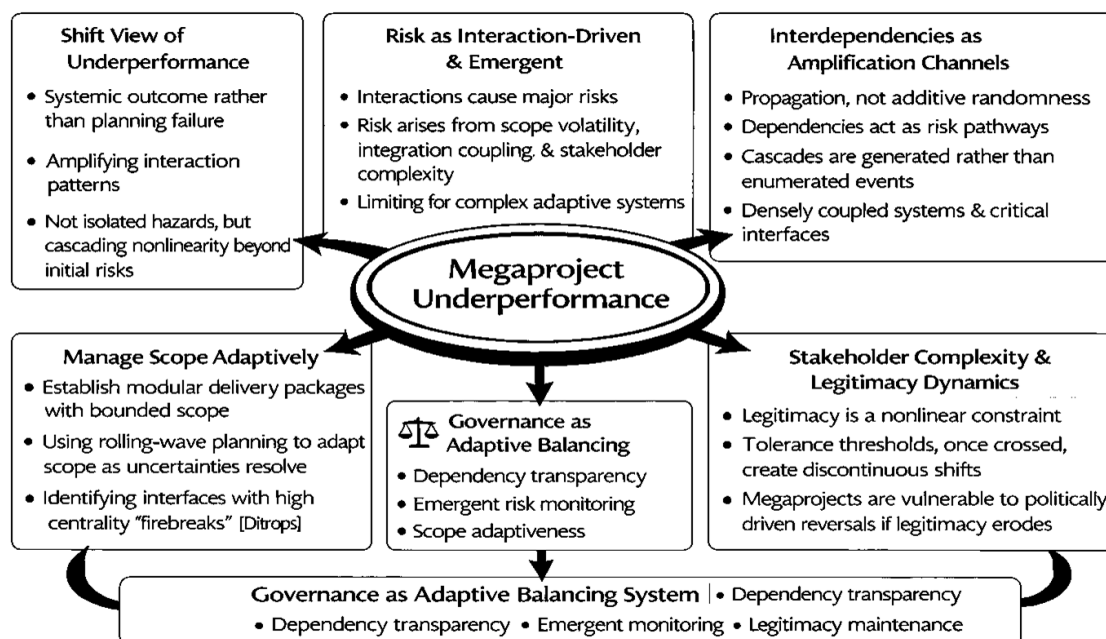 Shift View of
Underperformance
• Systemic outcome rather
than planning failure
• Amplifying interaction
patterns
• Not isolated hazards, but
cascading nonlinearity beyond
initial risks
Risk as Interaction-Driven
& Emergent
• Interactions cause major risks
• Risk arises from scope volatility,
integration coupling. & stakeholder
complexity
• Limiting for complex adaptive systems
Interdependencies as
Amplification Channels
• Propagation, not additive randomness
• Dependencies act as risk pathways
• Cascades are generated rather than
enumerated events
• Densely coupled systems & critical
interfaces
Megaproject
Underperformance
Manage Scope Adaptively
• Establish modular delivery packages
with bounded scope
• Using rolling-wave planning to adapt
scope as uncertainties resolve
• Identifying interfaces with high
centrality "firebreaks" [Ditrops]
Governance as
Adaptive Balancing
• Dependency transparency
• Emergent risk monitoring
• Scope adaptiveness
Stakeholder Complexity &
Legitimacy Dynamics
• Legitimacy is a nonlinear constraint
• Tolerance thresholds, once crossed,
create discontinuous shifts
• Megaprojects are vulnerable to politically
driven reversals if legitimacy erodes
Governance as Adaptive Balancing System | • Dependency transparency
• Dependency transparency • Emergent monitoring • Legitimacy maintenance